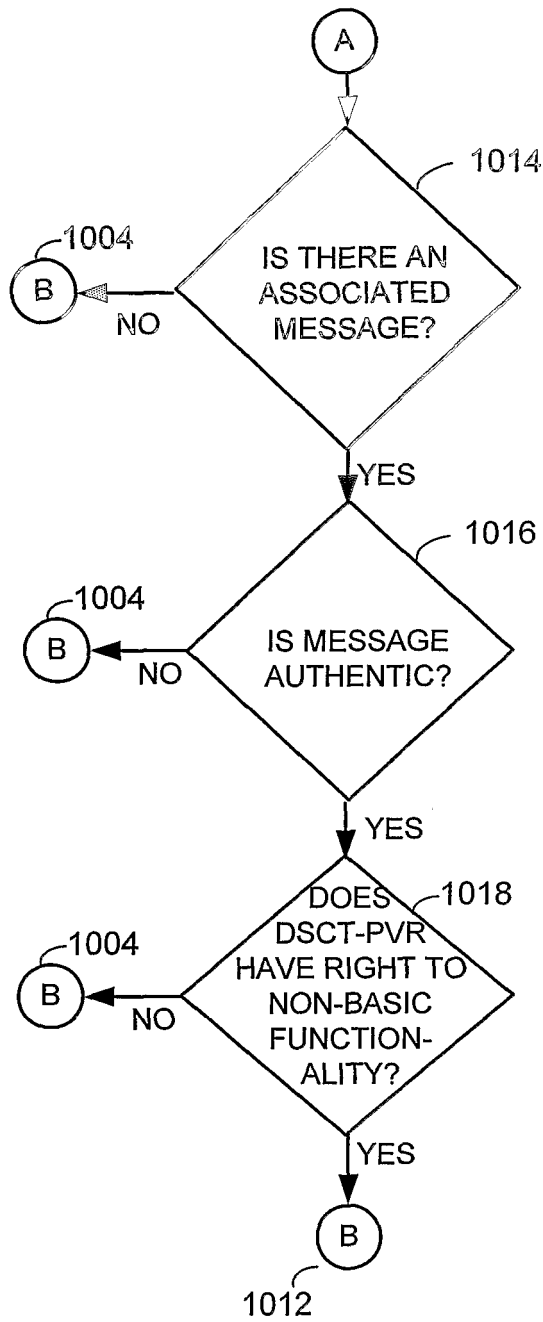 A
1014
1004
B
NO
IS THERE AN
ASSOCIATED
MESSAGE?
YES
1016
1004
B
NO
IS MESSAGE
AUTHENTIC?
YES
1018
1004
B
NO
DOES
DSCT-PVR
HAVE RIGHT TO
NON-BASIC
FUNCTION-
ALITY?
YES
B
1012